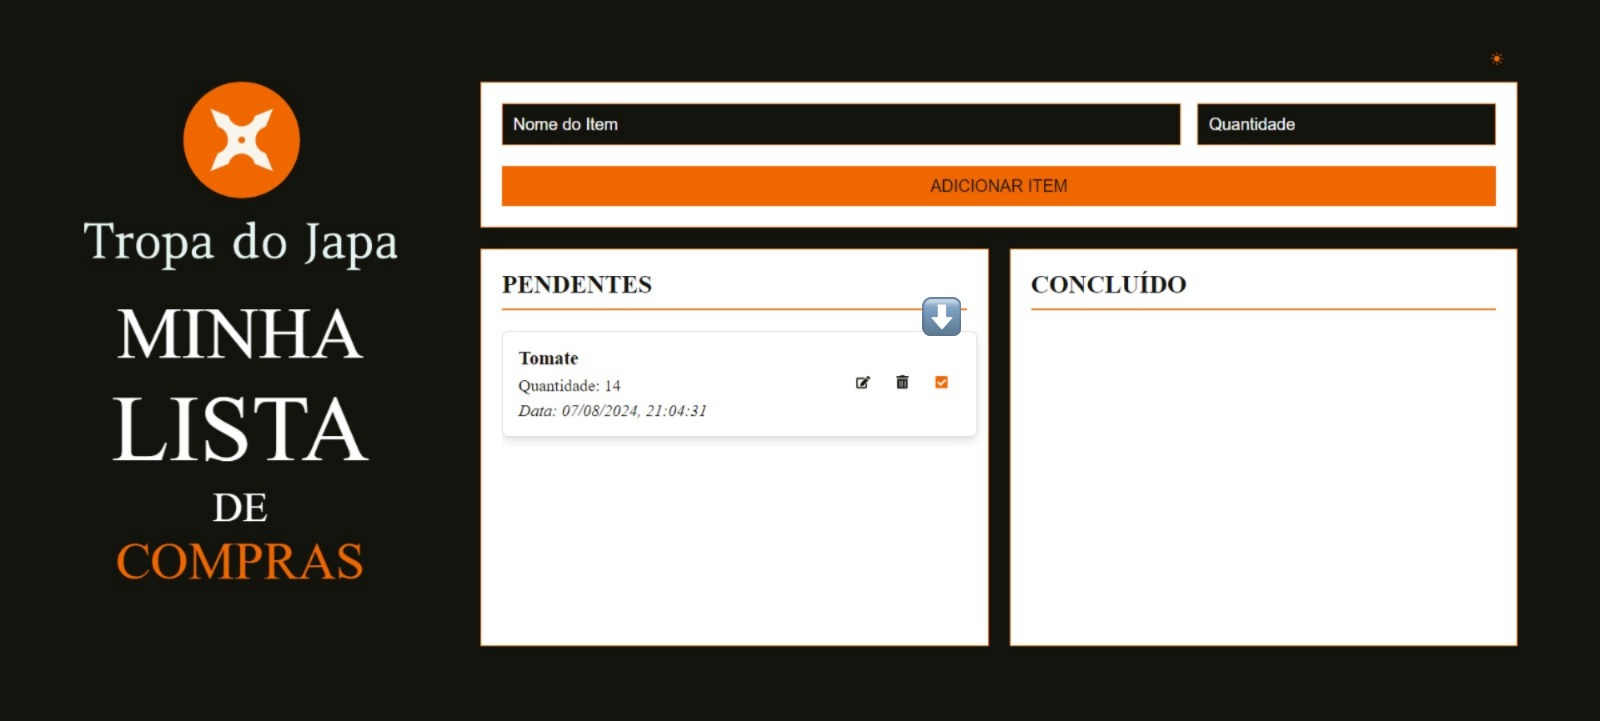 Tropa do Japa
MINHA
LISTA
DE
COMPRAS
Nome do Item
Quantidade
ADICIONAR ITEM
PENDENTES
Tomate
Quantidade: 14
Data: 07/08/2024, 21:04:31
CONCLUÍDO